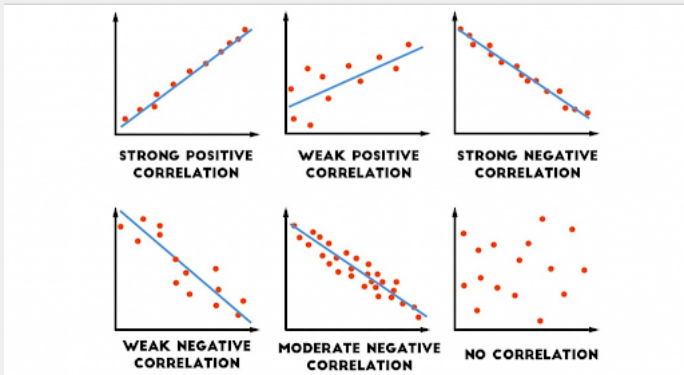 STRONG POSITIVE
CORRELATION
WEAK POSITIVE
CORRELATION
STRONG NEGATIVE
CORRELATION
WEAK NEGATIVE
CORRELATION
MODERATE NEGATIVE
CORRELATION
NO CORRELATION